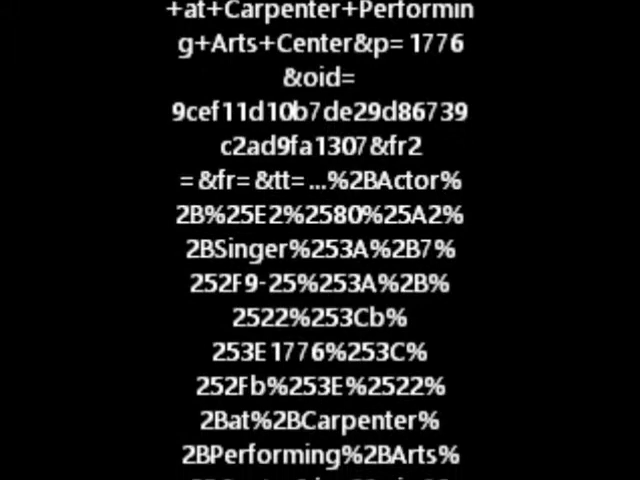 +at+Carpenter+Performin
g+Arts+Center&p= 1776
&oid=
9cef11d10b7de29d86739
c2ad9fa1307&fr2
=&fr=&tt=...%2BActor%
2B%25E2%2580%25A2%
2BSinger%253A%2B7%
252F9-25%253A%2B%
2522%253Cb%
253E1776%253C%
252Fb%253E%2522%
2Bat%2BCarpenter%
2BPerforming%2BArts%